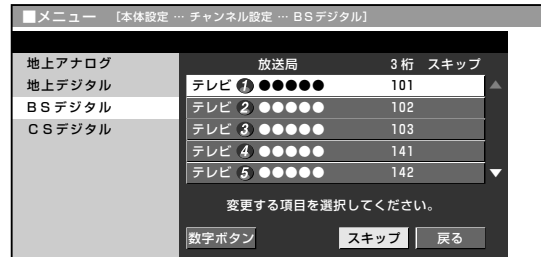 ■メニュー [本体設定 … チャンネル設定 … BSデジタル]
地上アナログ
地上デジタル
BSデジタル
CSデジタル
放送局 3桁 スキップ
テレビ 1 ●●●●● 101
テレビ 2 ●●●●● 102
テレビ 3 ●●●●● 103
テレビ 4 ●●●●● 141
テレビ 5 ●●●●● 142
変更する項目を選択してください。
数字ボタン スキップ 戻る